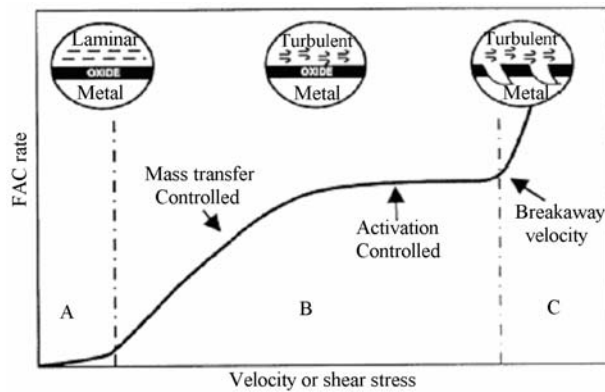 Laminar
OXIDE
Metal
Turbulent
OXIDE
Metal
Turbulent
Metal
FAC rate
Mass transfer
Controlled
Activation
Controlled
Breakaway
velocity
A
B
C
Velocity or shear stress